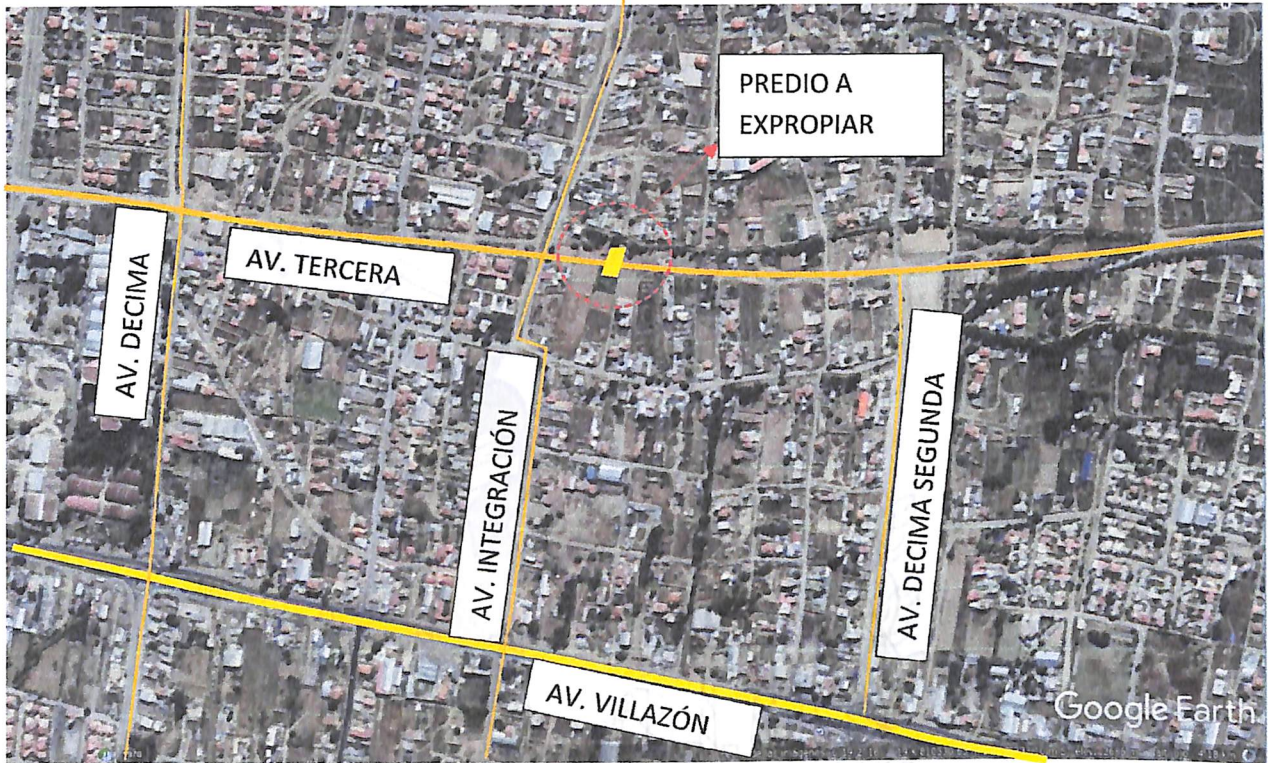 PREDIO A
EXPROPIAR
AV. DECIMA
AV. TERCERA
AV. INTEGRACIÓN
AV. DECIMA SEGUNDA
AV. VILLAZÓN
Google Earth